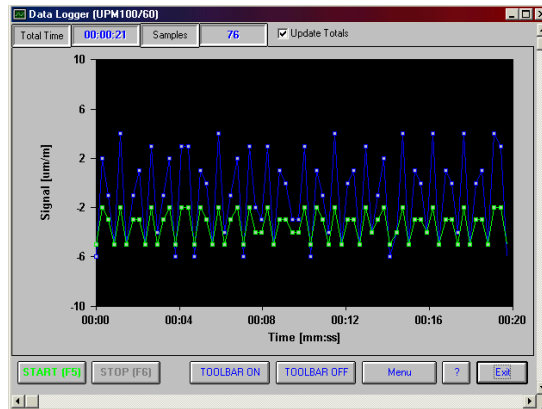 Data Logger (UPM100/60)
Total Time 00:00:21 Samples 76 Update Totals
10
6
2
-2
-6
-10
Signal [um/m]
00:00 00:04 00:08 00:12 00:16 00:20
Time [mm:ss]
START (F5) STOP (F6) TOOLBAR ON TOOLBAR OFF Menu ? Exit